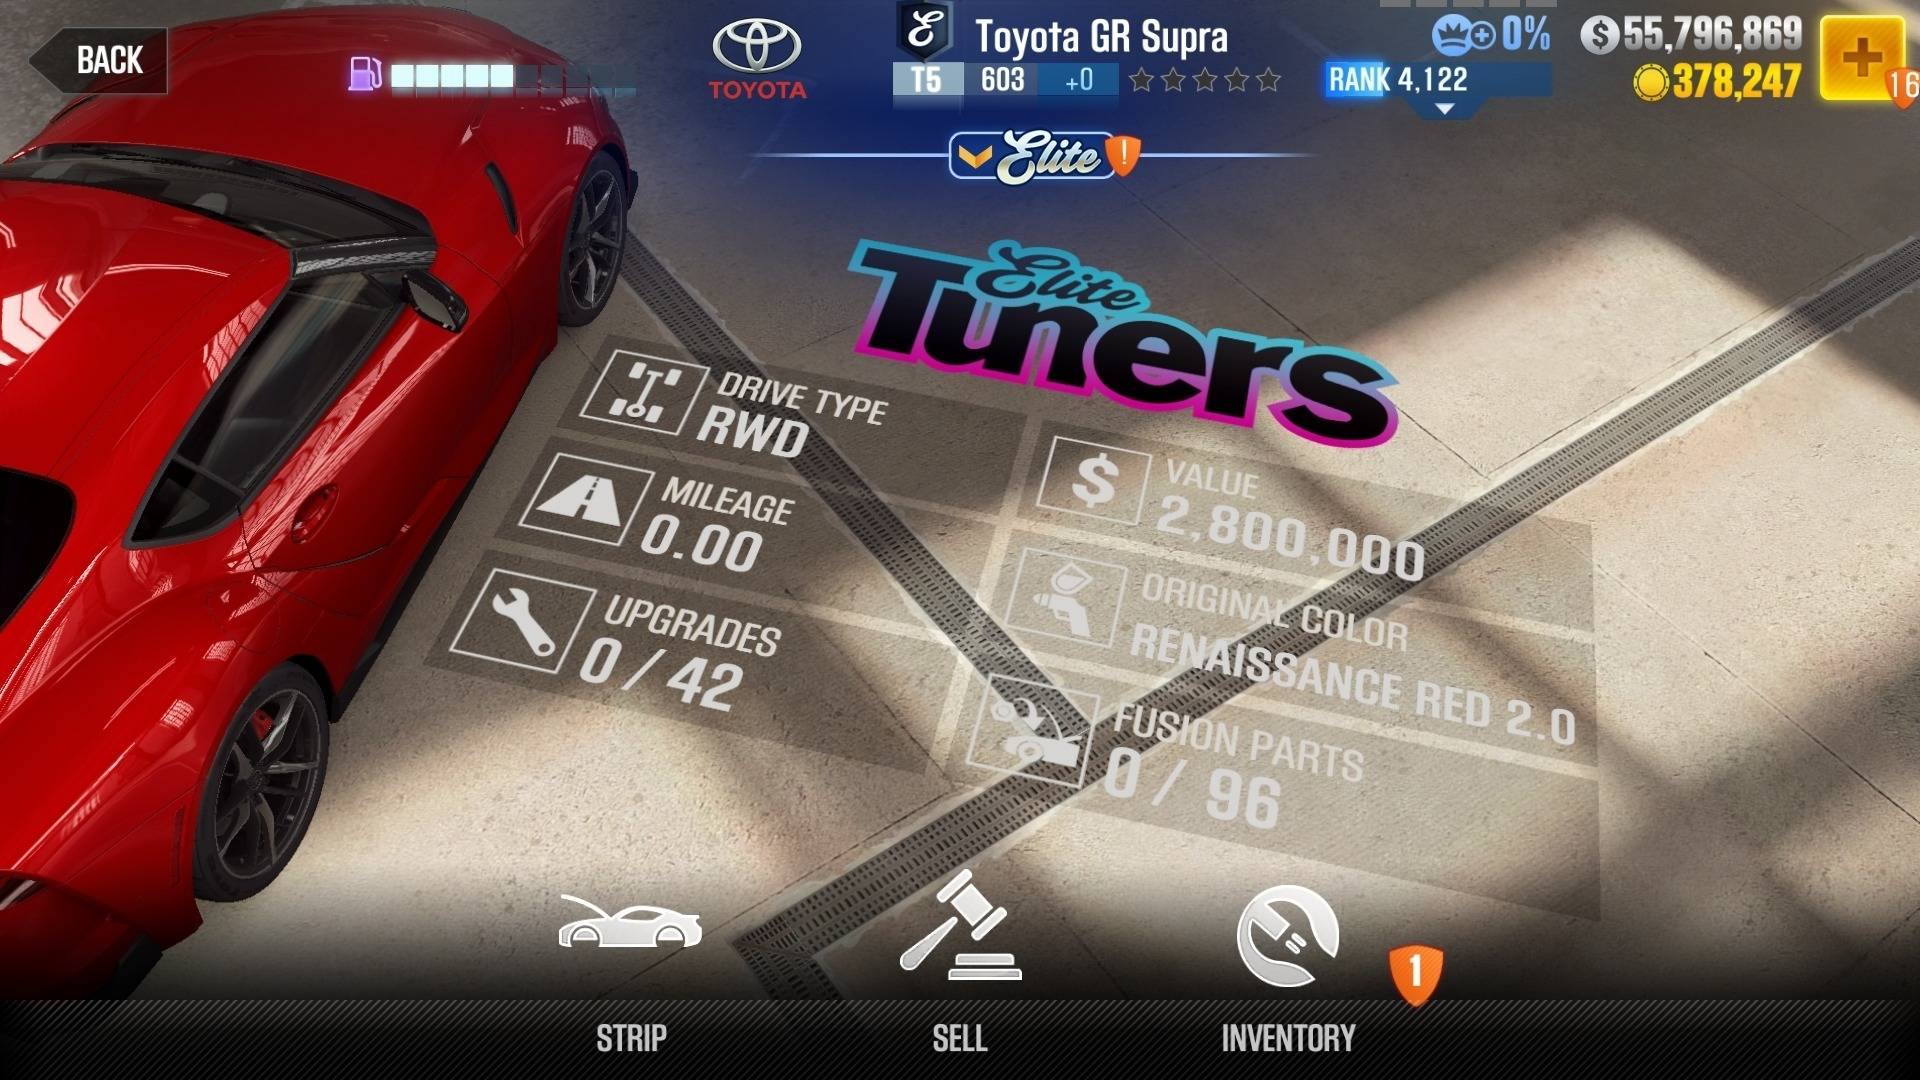 BACK
TOYOTA
Toyota GR Supra
T5 603 +0
0%
RANK 4,122
$ 55,796,869
378,247
16
Elite !
Elite
Tuners
DRIVE TYPE
RWD
MILEAGE
0.00
UPGRADES
0 / 42
$ VALUE
2,800,000
ORIGINAL COLOR
RENAISSANCE RED 2.0
FUSION PARTS
0 / 96
1
STRIP
SELL
INVENTORY